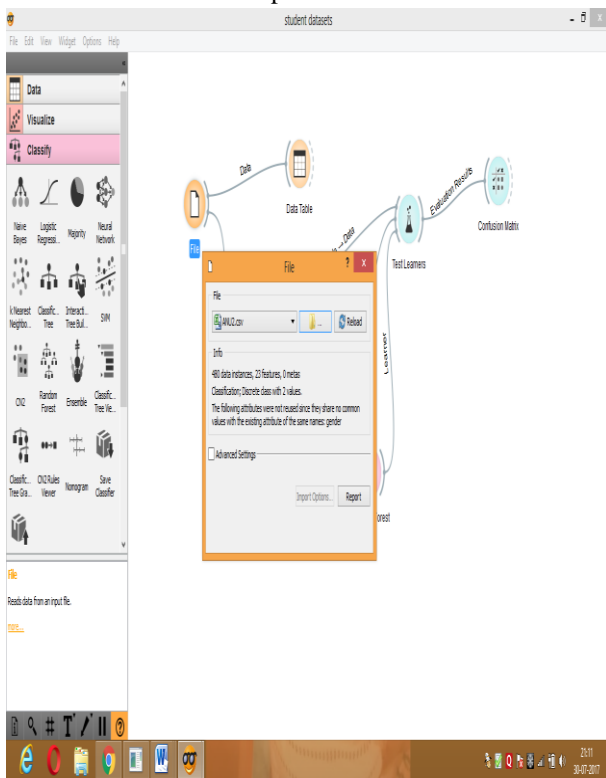 student datasets
File Edit View Widget Options Help
Data
Visualize
Classify
Naive Bayes
Logistic Regressi...
Majority
Neural Network
k Nearest Neighbo...
Classific... Tree
Interacti... Tree Buil...
SVM
CN2
Random Forest
Ensemble
Classific... Tree Vie...
Classific... Tree Gra...
CN2 Rules Viewer
Nomogram
Save Classifier
File
Reads data from an input file.
more...
Data
Data Table
File
Data
Test Learners
Evaluation Results
Confusion Matrix
Learner
orest
File
? x
File
...
Reload
Info
480 data instances, 23 features, 0 metas
Classification; Discrete class with 2 values.
The following attributes were not reused since they share no common
values with the existing attribute of the same names: gender
Advanced Settings
Import Options...
Report
21:11
30-07-2017